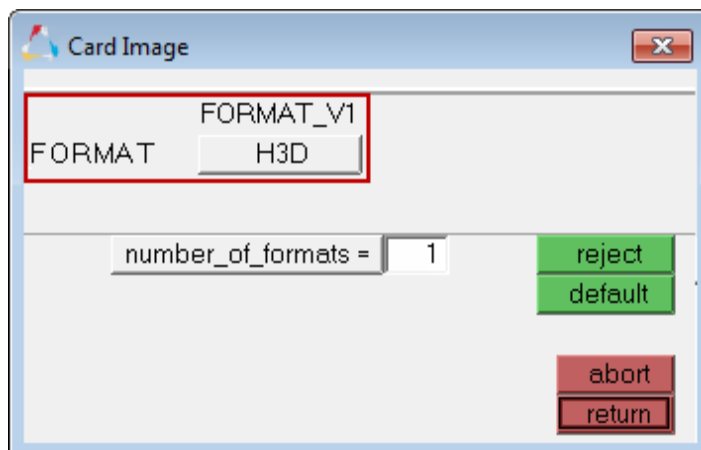 Card Image
FORMAT_V1
FORMAT H3D
number_of_formats = 1 reject
default
abort
return